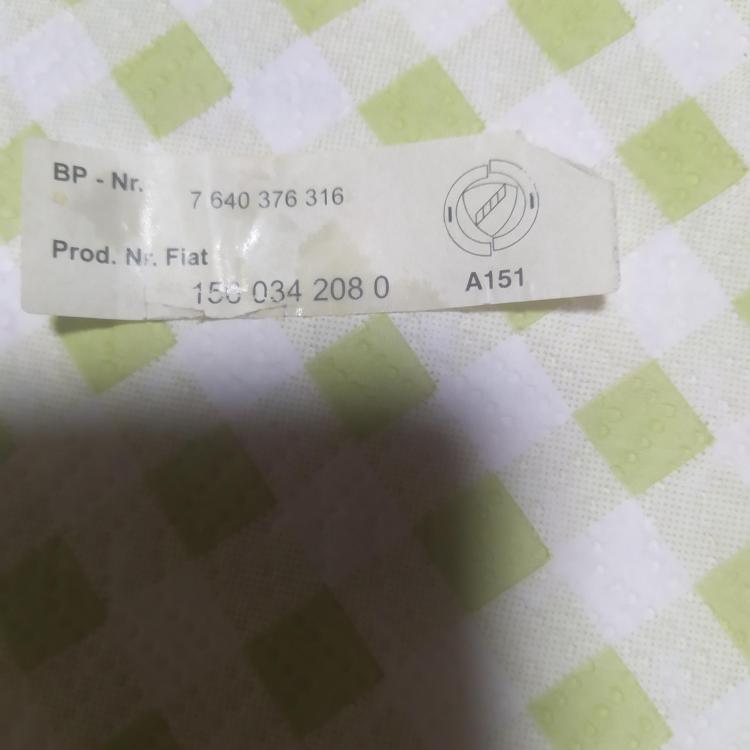 BP - Nr.
7 640 376 316
Prod. Nr. Fiat
156 034 208 0
A151